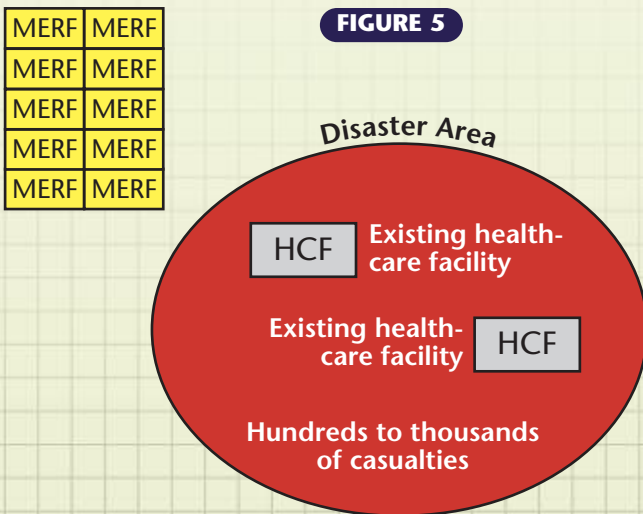 MERF MERF
MERF MERF
MERF MERF
MERF MERF
MERF MERF
FIGURE 5
Disaster Area
HCF
Existing health-
care facility
Existing health-
care facility
HCF
Hundreds to thousands
of casualties